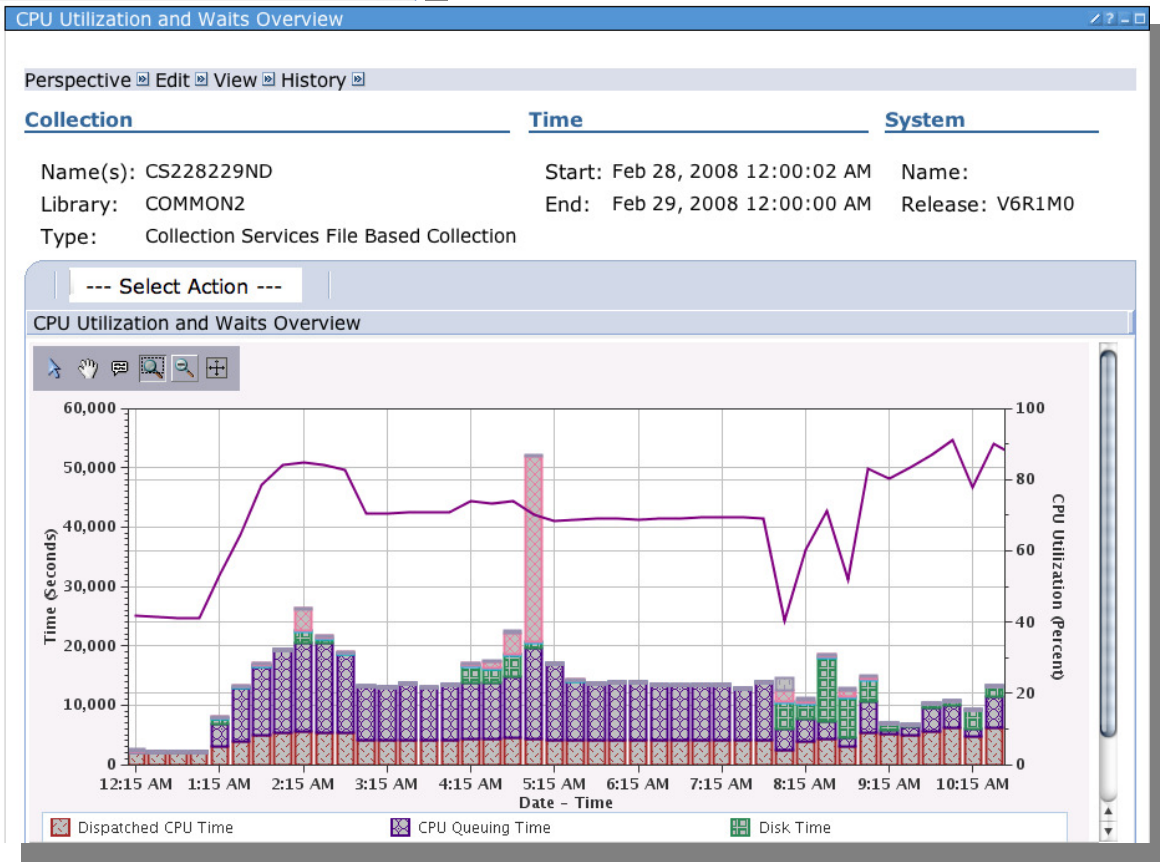 CPU Utilization and Waits Overview
Perspective Edit View History
Collection Time System
Name(s): CS228229ND Start: Feb 28, 2008 12:00:02 AM Name:
Library: COMMON2 End: Feb 29, 2008 12:00:00 AM Release: V6R1M0
Type: Collection Services File Based Collection
--- Select Action ---
CPU Utilization and Waits Overview
60,000 100
50,000 80
40,000
60
30,000
40
20,000
20
10,000
0 0
Time (Seconds)
CPU Utilization (Percent)
12:15 AM 1:15 AM 2:15 AM 3:15 AM 4:15 AM 5:15 AM 6:15 AM 7:15 AM 8:15 AM 9:15 AM 10:15 AM
Date - Time
Dispatched CPU Time CPU Queuing Time Disk Time